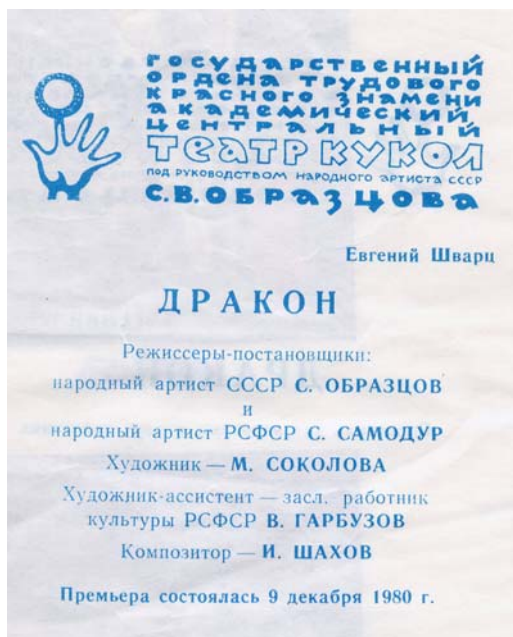 ГОСУДАРСТВЕННЫЙ
ОРДЕНА ТРУДОВОГО
КРАСНОГО ЗНАМЕНИ
АКАДЕМИЧЕСКИЙ
ЦЕНТРАЛЬНЫЙ
ТЕАТР КУКОЛ
ПОД РУКОВОДСТВОМ НАРОДНОГО АРТИСТА СССР
С.В. ОБРАЗЦОВА
Евгений Шварц
ДРАКОН
Режиссеры-постановщики:
народный артист СССР С. ОБРАЗЦОВ
и
народный артист РСФСР С. САМОДУР
Художник — М. СОКОЛОВА
Художник-ассистент — засл. работник
культуры РСФСР В. ГАРБУЗОВ
Композитор — И. ШАХОВ
Премьера состоялась 9 декабря 1980 г.